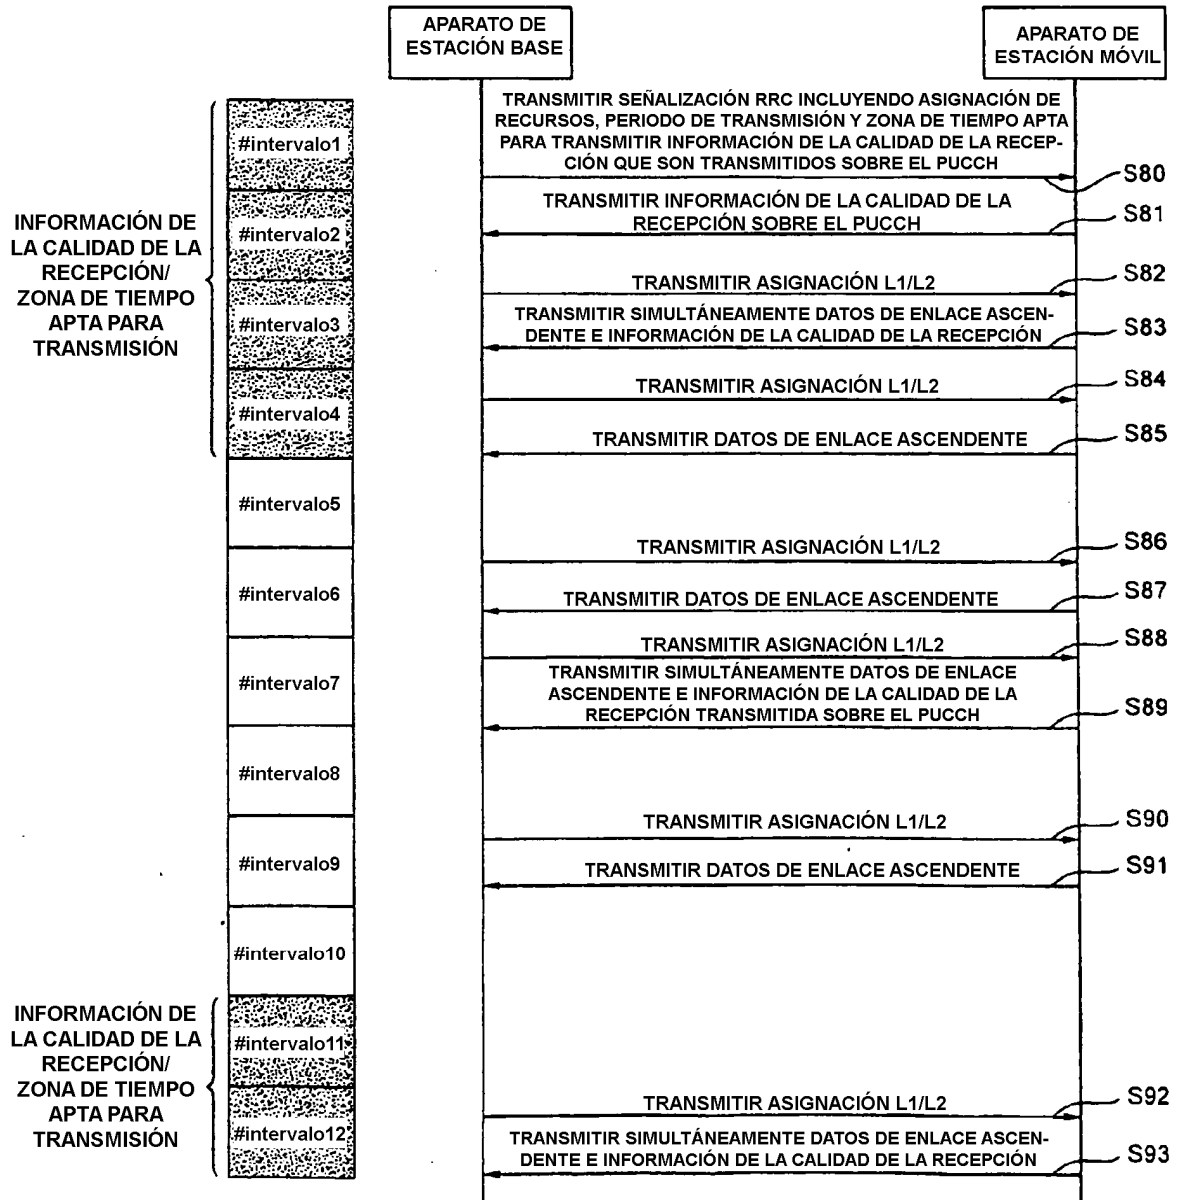 APARATO DE
ESTACIÓN BASE
APARATO DE
ESTACIÓN MÓVIL
INFORMACIÓN DE
LA CALIDAD DE LA
RECEPCIÓN/
ZONA DE TIEMPO
APTA PARA
TRANSMISIÓN
#intervalo1
#intervalo2
#intervalo3
#intervalo4
#intervalo5
#intervalo6
#intervalo7
#intervalo8
#intervalo9
#intervalo10
INFORMACIÓN DE
LA CALIDAD DE LA
RECEPCIÓN/
ZONA DE TIEMPO
APTA PARA
TRANSMISIÓN
#intervalo11
#intervalo12
TRANSMITIR SEÑALIZACIÓN RRC INCLUYENDO ASIGNACIÓN DE
RECURSOS, PERIODO DE TRANSMISIÓN Y ZONA DE TIEMPO APTA
PARA TRANSMITIR INFORMACIÓN DE LA CALIDAD DE LA RECEP-
CIÓN QUE SON TRANSMITIDOS SOBRE EL PUCCH
S80
TRANSMITIR INFORMACIÓN DE LA CALIDAD DE LA
RECEPCIÓN SOBRE EL PUCCH
S81
TRANSMITIR ASIGNACIÓN L1/L2
S82
TRANSMITIR SIMULTÁNEAMENTE DATOS DE ENLACE ASCEN-
DENTE E INFORMACIÓN DE LA CALIDAD DE LA RECEPCIÓN
S83
TRANSMITIR ASIGNACIÓN L1/L2
S84
TRANSMITIR DATOS DE ENLACE ASCENDENTE
S85
TRANSMITIR ASIGNACIÓN L1/L2
S86
TRANSMITIR DATOS DE ENLACE ASCENDENTE
S87
TRANSMITIR ASIGNACIÓN L1/L2
S88
TRANSMITIR SIMULTÁNEAMENTE DATOS DE ENLACE
ASCENDENTE E INFORMACIÓN DE LA CALIDAD DE LA
RECEPCIÓN TRANSMITIDA SOBRE EL PUCCH
S89
TRANSMITIR ASIGNACIÓN L1/L2
S90
TRANSMITIR DATOS DE ENLACE ASCENDENTE
S91
TRANSMITIR ASIGNACIÓN L1/L2
S92
TRANSMITIR SIMULTÁNEAMENTE DATOS DE ENLACE ASCEN-
DENTE E INFORMACIÓN DE LA CALIDAD DE LA RECEPCIÓN
S93